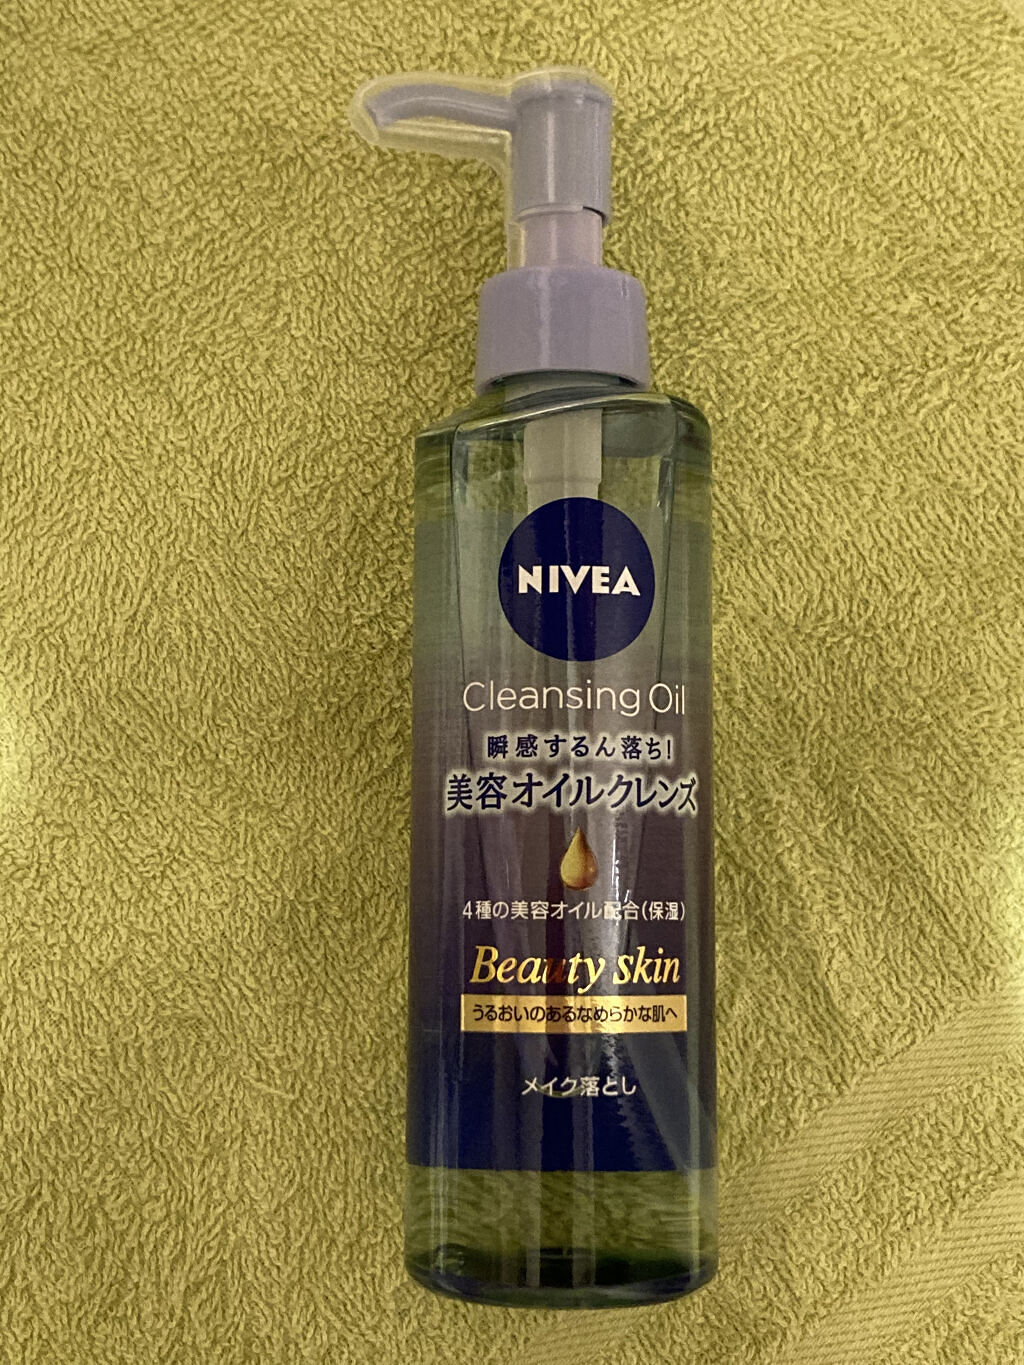 NIVEA
Cleansing Oil
瞬感するん落ち!
美容オイルクレンズ
4種の美容オイル配合(保湿)
Beauty skin
うるおいのあるなめらかな肌へ
メイク落とし